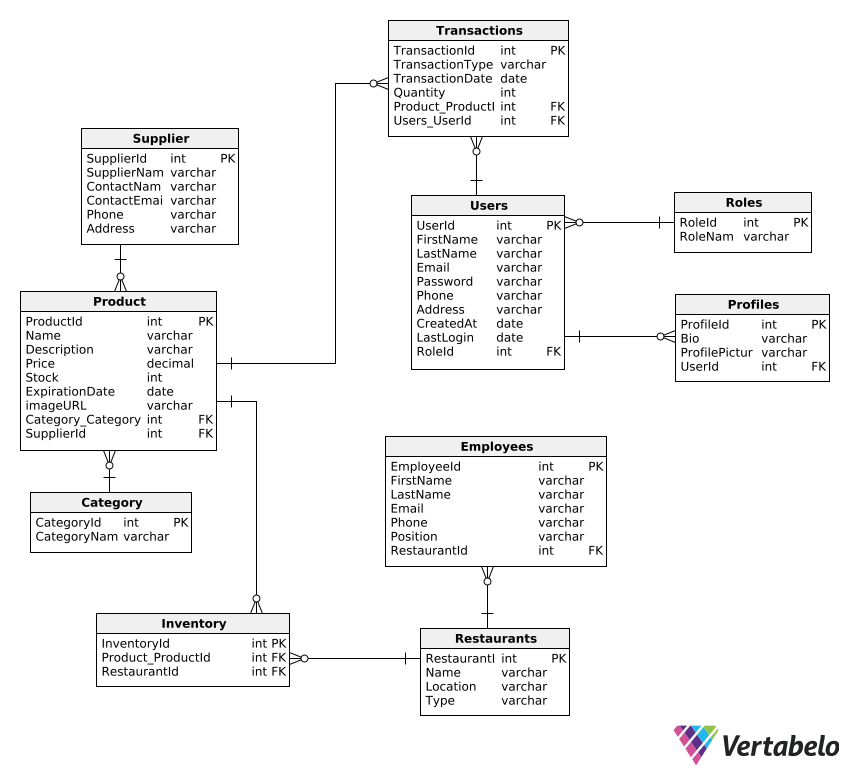 Transactions
TransactionId int PK
TransactionType varchar
TransactionDate date
Quantity int
Product_ProductI int FK
Users_UserId int FK
Supplier
SupplierId int PK
SupplierNam varchar
ContactNam varchar
ContactEmai varchar
Phone varchar
Address varchar
Users
UserId int PK
FirstName varchar
LastName varchar
Email varchar
Password varchar
Phone varchar
Address varchar
CreatedAt date
LastLogin date
RoleId int FK
Roles
RoleId int PK
RoleNam varchar
Product
ProductId int PK
Name varchar
Description varchar
Price decimal
Stock int
ExpirationDate date
imageURL varchar
Category_Category int FK
SupplierId int FK
Profiles
ProfileId int PK
Bio varchar
ProfilePictur varchar
UserId int FK
Employees
EmployeeId int PK
FirstName varchar
LastName varchar
Email varchar
Phone varchar
Position varchar
RestaurantId int FK
Category
CategoryId int PK
CategoryNam varchar
Inventory
InventoryId int PK
Product_ProductId int FK
RestaurantId int FK
Restaurants
RestaurantI int PK
Name varchar
Location varchar
Type varchar
Vertabelo